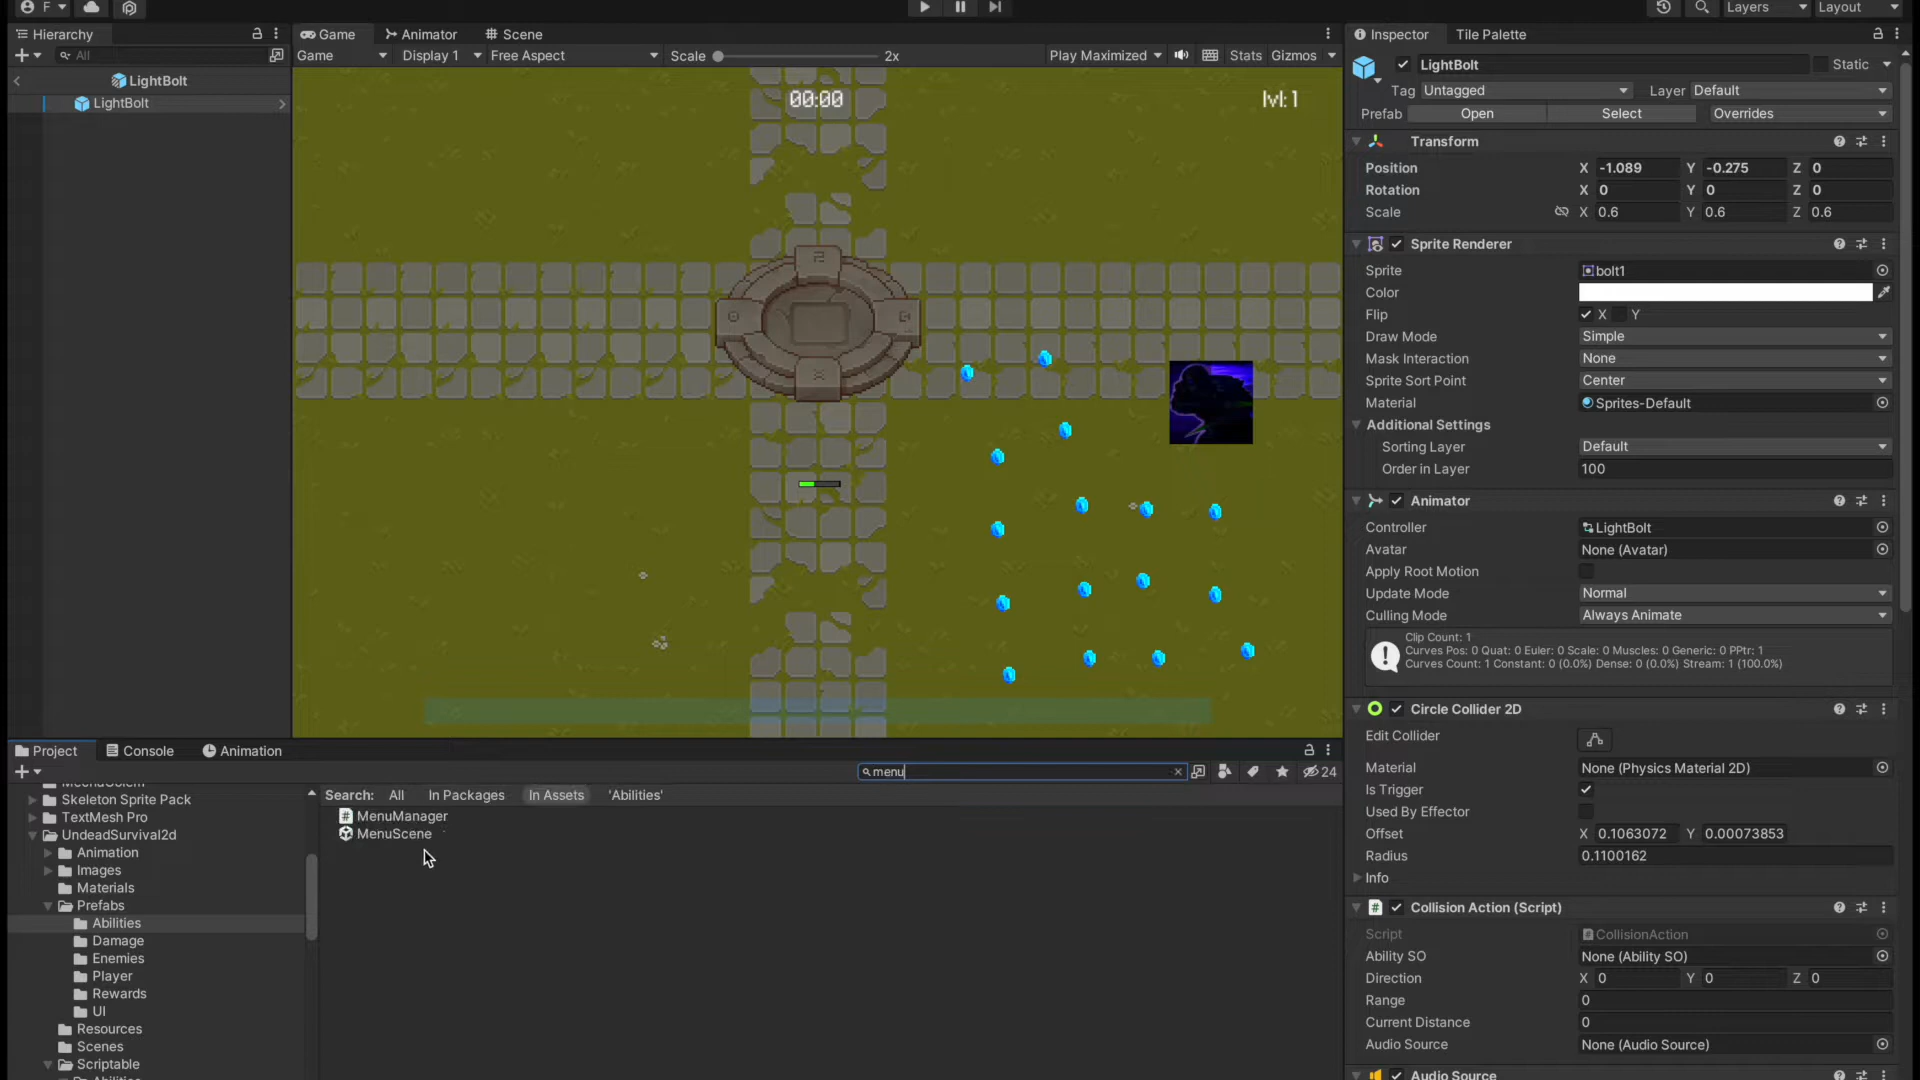 F
Layers
Layout
Hierarchy
All
LightBolt
LightBolt
Game
Animator
Scene
Game
Display 1
Free Aspect
Scale
2x
Play Maximized
Stats
Gizmos
00:00
lvl: 1
Inspector
Tile Palette
LightBolt
Static
Tag
Untagged
Layer
Default
Prefab
Open
Select
Overrides
Transform
Position
X -1.089 Y -0.275 Z 0
Rotation
X 0 Y 0 Z 0
Scale
X 0.6 Y 0.6 Z 0.6
Sprite Renderer
Sprite
bolt1
Color
Flip
X Y
Draw Mode
Simple
Mask Interaction
None
Sprite Sort Point
Center
Material
Sprites-Default
Additional Settings
Sorting Layer
Default
Order in Layer
100
Animator
Controller
LightBolt
Avatar
None (Avatar)
Apply Root Motion
Update Mode
Normal
Culling Mode
Always Animate
Clip Count: 1
Curves Pos: 0 Quat: 0 Euler: 0 Scale: 0 Muscles: 0 Generic: 0 PPtr: 1
Curves Count: 1 Constant: 0 (0.0%) Dense: 0 (0.0%) Stream: 1 (100.0%)
Circle Collider 2D
Edit Collider
Material
None (Physics Material 2D)
Is Trigger
Used By Effector
Offset
X 0.1063072 Y 0.00073853
Radius
0.1100162
Info
Collision Action (Script)
Script
CollisionAction
Ability SO
None (Ability SO)
Direction
X 0 Y 0 Z 0
Range
0
Current Distance
0
Audio Source
None (Audio Source)
Audio Source
Project
Console
Animation
menu
24
Skeleton Sprite Pack
TextMesh Pro
UndeadSurvival2d
Animation
Images
Materials
Prefabs
Abilities
Damage
Enemies
Player
Rewards
UI
Resources
Scenes
Scriptable
Search:
All
In Packages
In Assets
'Abilities'
MenuManager
MenuScene